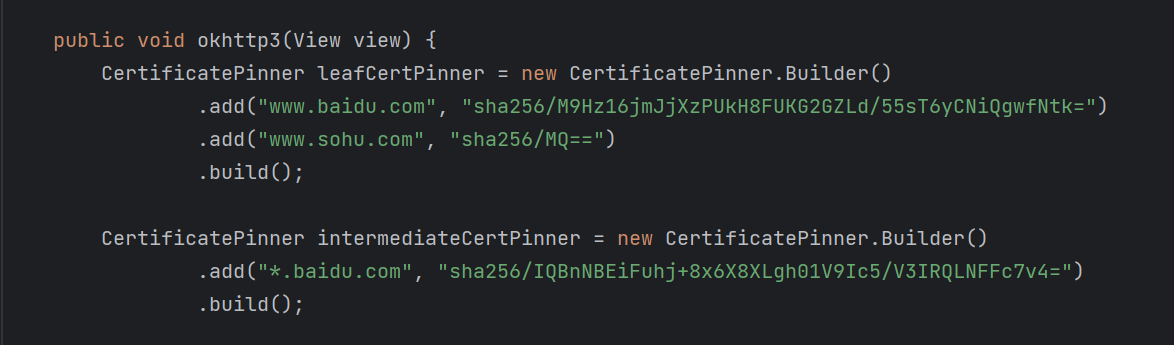 public void okhttp3(View view) {
CertificatePinner leafCertPinner = new CertificatePinner.Builder()
.add("www.baidu.com", "sha256/M9Hz16jmJjXzPUkH8FUKG2GZLd/55sT6yCNiQgwfNtk=")
.add("www.sohu.com", "sha256/MQ==")
.build();
CertificatePinner intermediateCertPinner = new CertificatePinner.Builder()
.add("*.baidu.com", "sha256/IQBnNBEiFuhj+8x6X8XLgh01V9Ic5/V3IRQLNFFc7v4=")
.build();